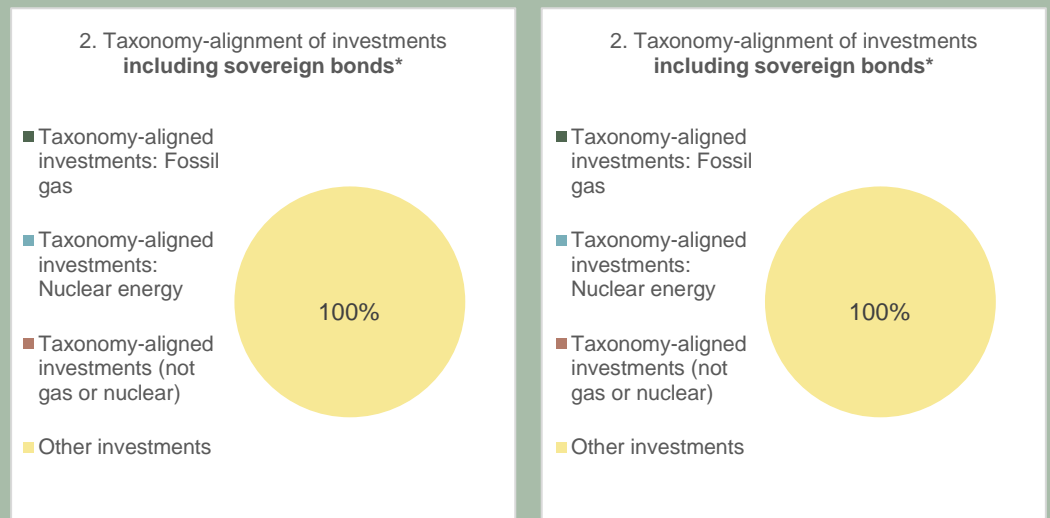 2. Taxonomy-alignment of investments
including sovereign bonds*
Taxonomy-aligned
investments: Fossil
gas
Taxonomy-aligned
investments:
Nuclear energy
Taxonomy-aligned
investments (not
gas or nuclear)
Other investments
100%
2. Taxonomy-alignment of investments
including sovereign bonds*
Taxonomy-aligned
investments: Fossil
gas
Taxonomy-aligned
investments:
Nuclear energy
Taxonomy-aligned
investments (not
gas or nuclear)
Other investments
100%